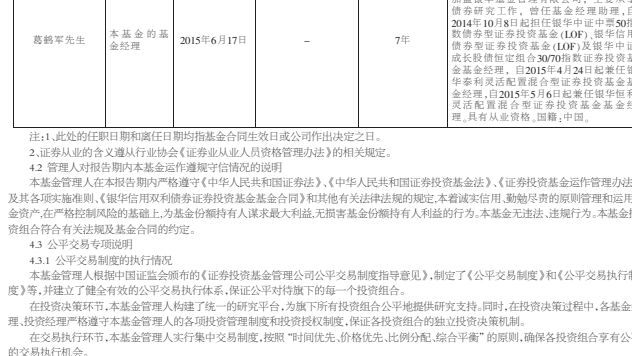 加盟银华基金管理有限公司，主要从事
债券研究工作，曾任基金经理助理，自
2014年10月8起担任银华中证中票50指
数债券型证券投资基金(LOF)、银华信用
债券型证券投资基金(LOF)及银华中证
成长股债恒定组合30/70指数证券投资基
金基金经理，自2015年4月24日起兼任银
华泰利灵活配置混合型证券投资基金基
金经理,自2015年5月6起兼任银华恒利
灵活配置混合型证券投资基金基金经
理。具有从业资格。国籍:中国。
葛鹤军先生
本基金的基
金经理
2015年6月17日
–
7年
注:1、此处的任职日期和离任日期均指基金合同生效日或公司作出决定之日。
2、证券从业的含义遵从行业协会《证券业从业人员资格管理办法》的相关规定。
4.2 管理人对报告期内本基金运作遵规守信情况的说明
本基金管理人在本报告期内严格遵守《中华人民共和国证券法》、《中华人民共和国证券投资基金法》、《证券投资基金运作管理办法
及其各项实施准则、《银华信用双利债券证券投资基金基金合同》和其他有关法律法规的规定,本着诚实信用、勤勉尽责的原则管理和运用
金资产,在严格控制风险的基础上,为基金份额持有人谋求最大利益,无损害基金份额持有人利益的行为。本基金无违法、违规行为。本基金投
资组合符合有关法规及基金合同的约定。
4.3 公平交易专项说明
4.3.1 公平交易制度的执行情况
本基金管理人根据中国证监会颁布的《证券投资基金管理公司公平交易制度指导意见》,制定了《公平交易制度》和《公平交易执行制
度》等,并建立了健全有效的公平交易执行体系,保证公平对待旗下的每一个投资组合。
在投资决策环节,本基金管理人构建了统一的研究平台,为旗下所有投资组合公平地提供研究支持。同时,在投资决策过程中,各基金经
理、投资经理严格遵守本基金管理人的各项投资管理制度和投资授权制度,保证各投资组合的独立投资决策机制。
在交易执行环节,本基金管理人实行集中交易制度,按照“时间优先、价格优先、比例分配、综合平衡”的原则,确保各投资组合享有公平
的交易执行机会。